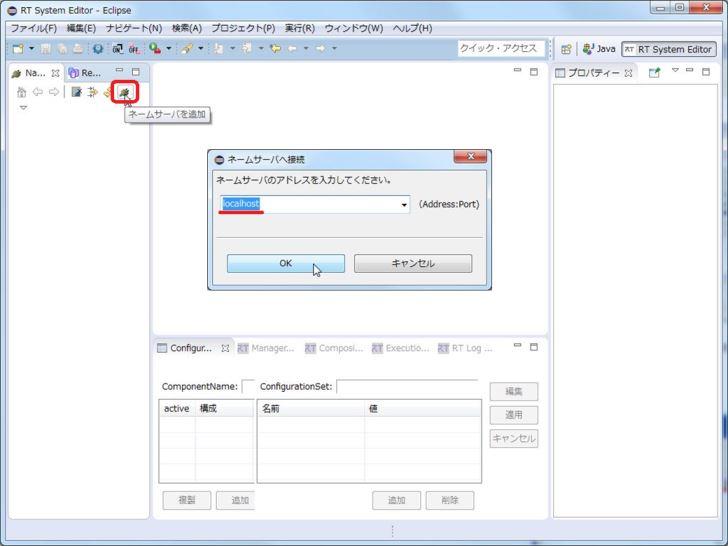 RT System Editor - Eclipse
ファイル(F) 編集(E) ナビゲート(N) 検索(A) プロジェクト(P) 実行(R) ウィンドウ(W) ヘルプ(H)
クイック・アクセス Java RT System Editor
Na... Re... プロパティー
ネームサーバを追加
ネームサーバへ接続
ネームサーバのアドレスを入力してください。
localhost (Address:Port)
OK キャンセル
Configur... Manager... Composi... Executio... RT Log ...
ComponentName: ConfigurationSet: 編集
active 構成 名前 値
適用
キャンセル
複製 追加 追加 削除